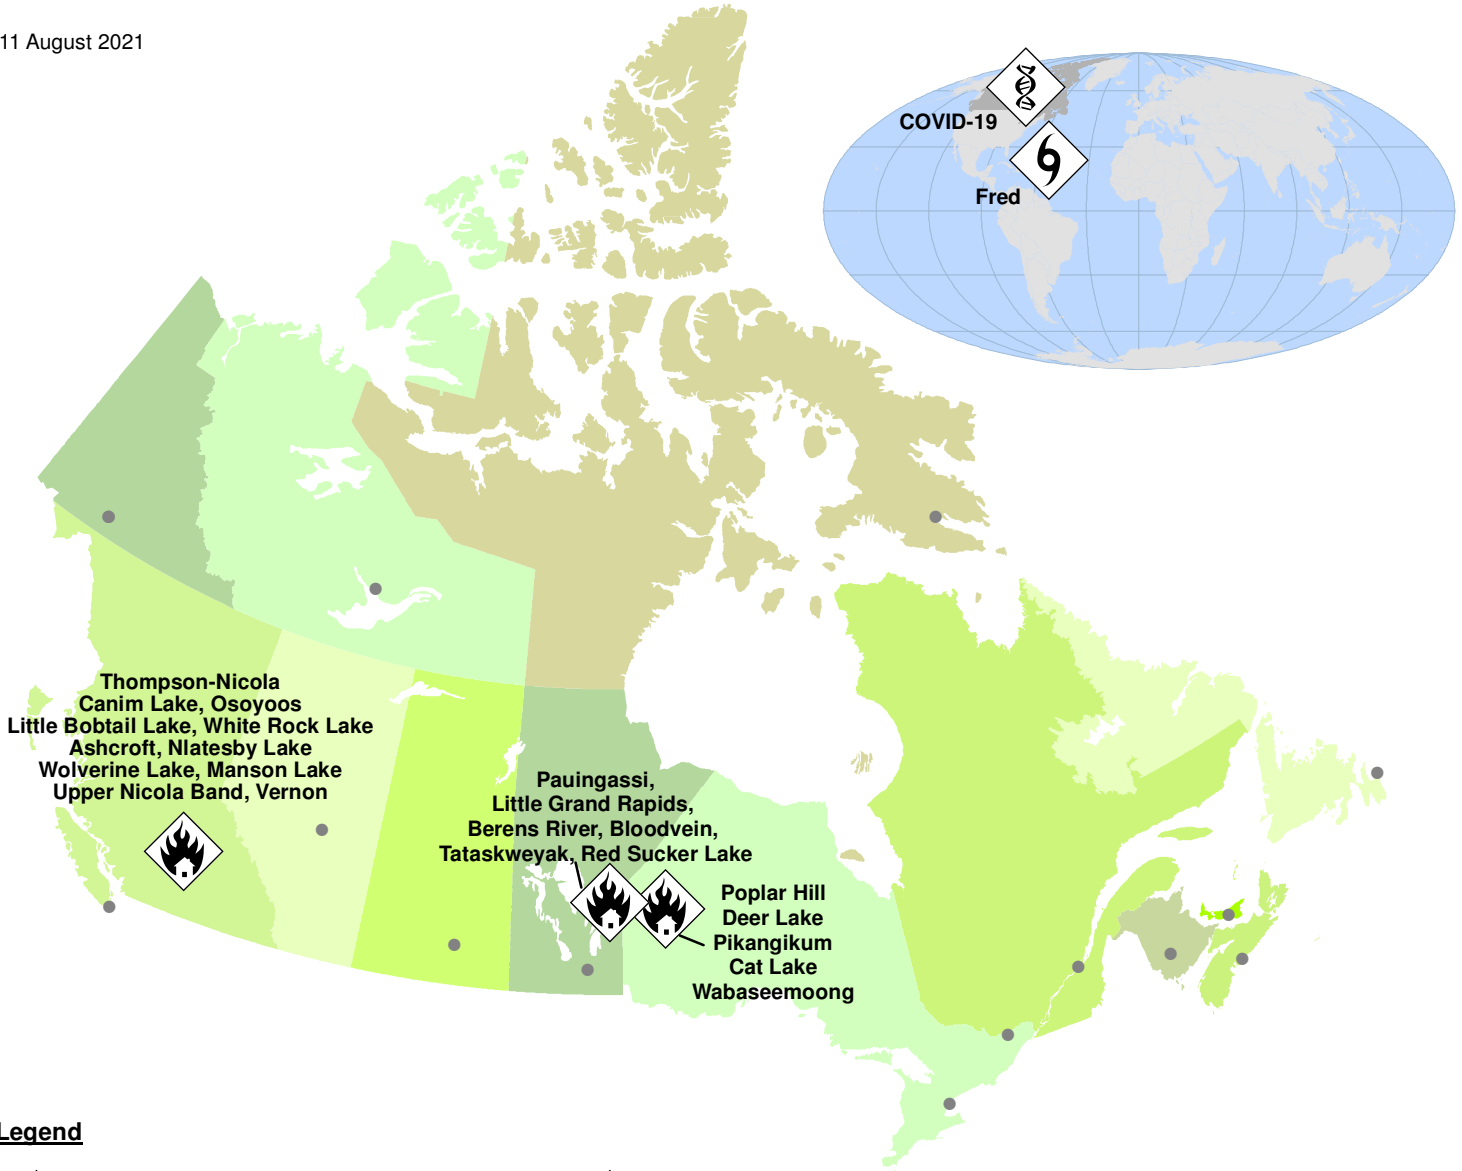 11 August 2021
COVID-19
Fred
Thompson-Nicola
Canim Lake, Osoyoos
Little Bobtail Lake, White Rock Lake
Ashcroft, Nlatesby Lake
Wolverine Lake, Manson Lake
Upper Nicola Band, Vernon
Pauingassi,
Little Grand Rapids,
Berens River, Bloodvein,
Tataskweyak, Red Sucker Lake
Poplar Hill
Deer Lake
Pikangikum
Cat Lake
Wabaseemoong
Legend